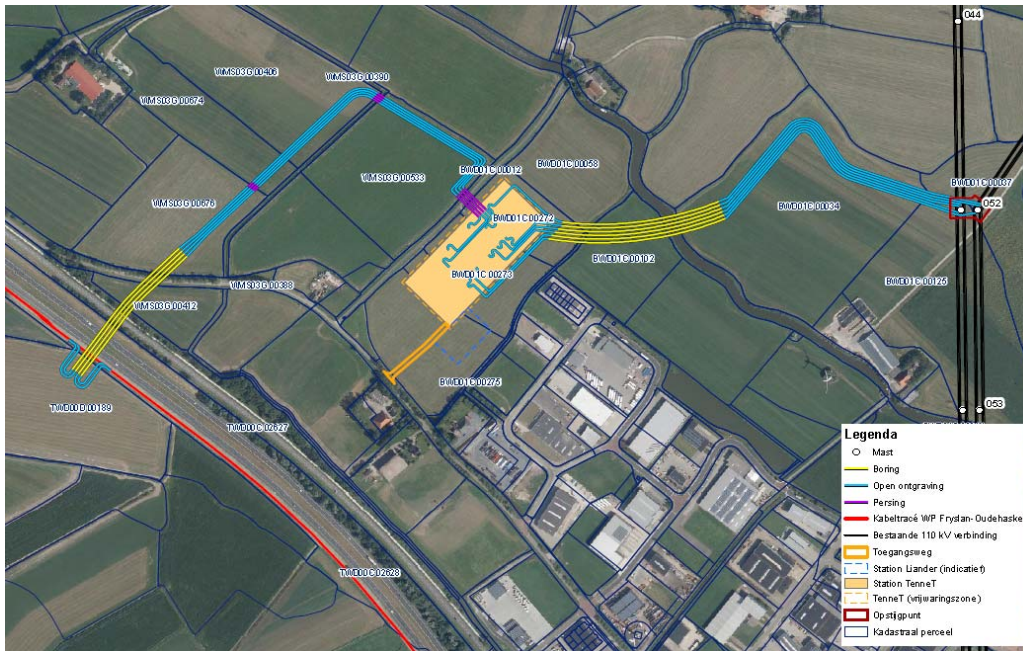 044
WMS03G 00406
WMS03G 00390
WMS03G 00674
BWD01C 00012
BWD01C 00058
WMS03G 00533
BWD01C 00037
WMS03G 00676
052
BWD01C 00034
BWD01C 00272
BWD01C 00102
BWD01C 00273
BWD01C 00125
WMS03G 00388
WMS03G 00412
BWD01C 00275
TWD00D 00189
053
TWD00C 02627
TWD00C 02628
Legenda
Mast
Boring
Open ontgraving
Persing
Kabeltracé WP Fryslan-Oudehaske
Bestaande 110 kV verbinding
Toegangsweg
Station Liander (indicatief)
Station TenneT
TenneT (vrijwaringszone)
Opstijgpunt
Kadastraal perceel